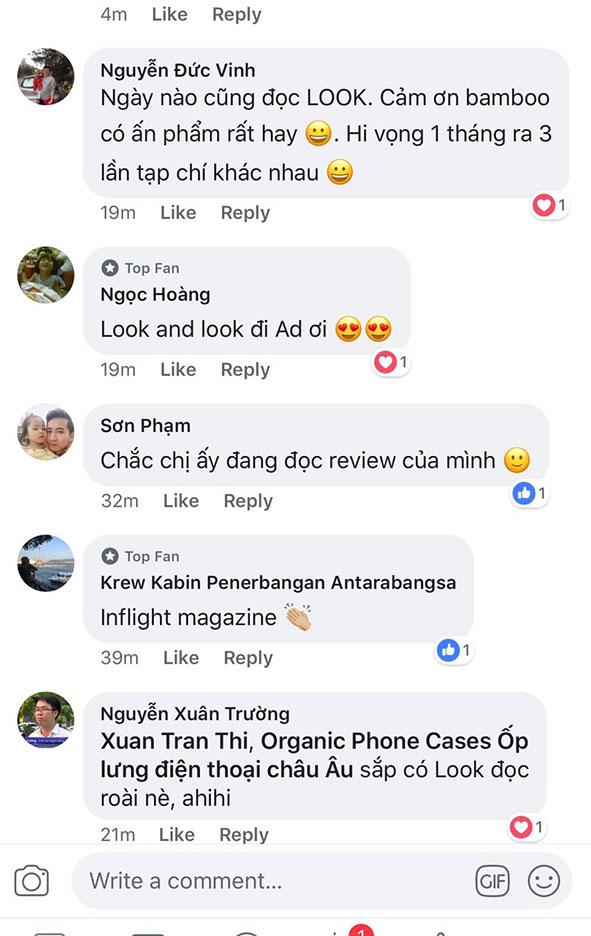 4m Like Reply
Nguyễn Đức Vinh
Ngày nào cũng đọc LOOK. Cảm ơn bamboo
có ấn phẩm rất hay 😀. Hi vọng 1 tháng ra 3
lần tạp chí khác nhau 😀
19m Like Reply 1
Top Fan
Ngọc Hoàng
Look and look đi Ad ơi 😍😍
19m Like Reply 1
Sơn Phạm
Chắc chị ấy đang đọc review của mình 🙂
32m Like Reply 1
Top Fan
Krew Kabin Penerbangan Antarabangsa
Inflight magazine 👏🏼
39m Like Reply 1
Nguyễn Xuân Trường
Xuan Tran Thi, Organic Phone Cases Ốp
lưng điện thoại châu Âu sắp có Look đọc
roài nè, ahihi
21m Like Reply 1
Write a comment... GIF
1